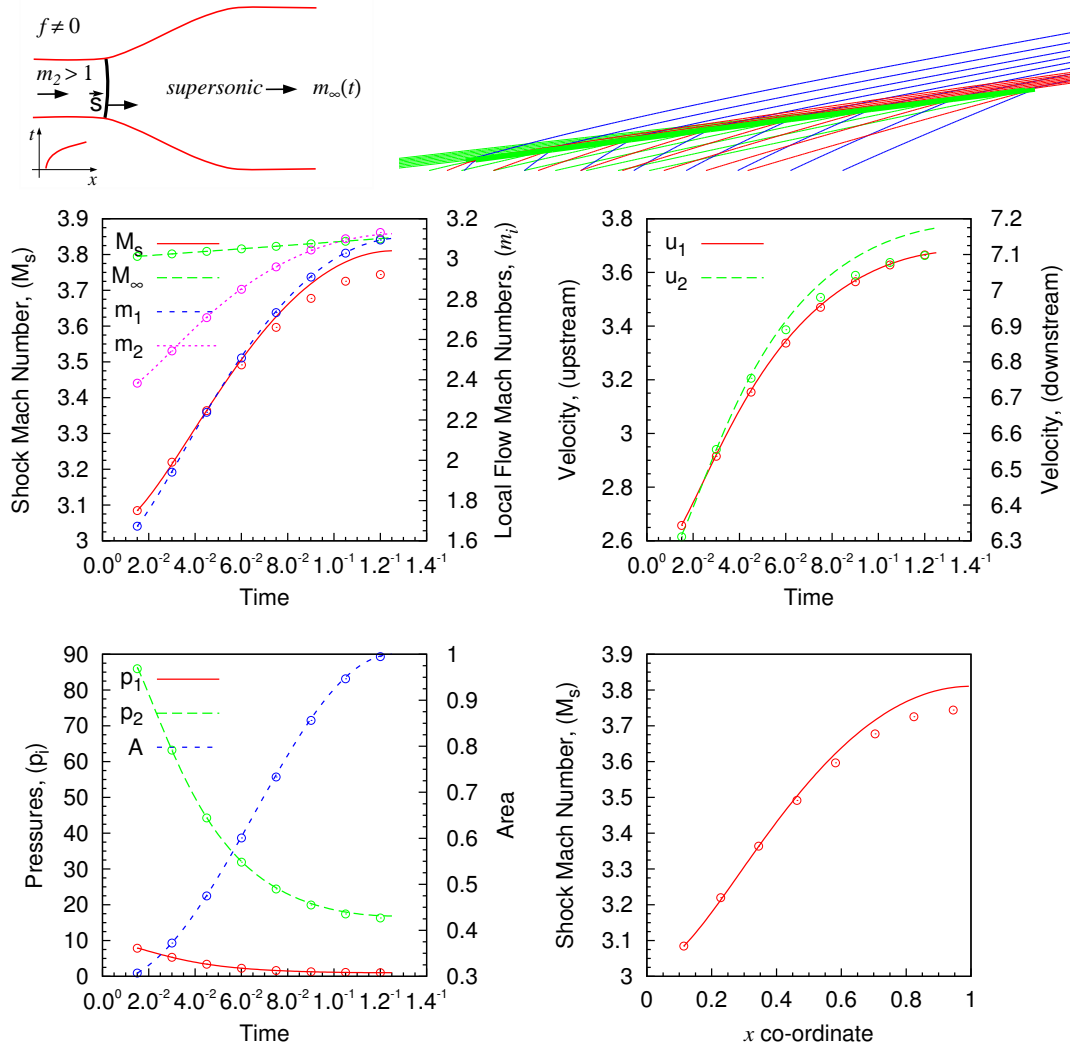 f ≠ 0
m₂ > 1
S
supersonic m∞(t)
t
x
3.9
3.8
3.7
3.6
3.5
3.4
3.3
3.2
3.1
3
Shock Mach Number, (Mₛ)
Mₛ
M∞
m₁
m₂
3.2
3
2.8
2.6
2.4
2.2
2
1.8
1.6
Local Flow Mach Numbers, (mᵢ)
0.0⁰ 2.0⁻² 4.0⁻² 6.0⁻² 8.0⁻² 1.0⁻¹ 1.2⁻¹ 1.4⁻¹
Time
3.8
3.6
3.4
3.2
3
2.8
2.6
Velocity, (upstream)
u₁
u₂
7.2
7.1
7
6.9
6.8
6.7
6.6
6.5
6.4
6.3
Velocity, (downstream)
0.0⁰ 2.0⁻² 4.0⁻² 6.0⁻² 8.0⁻² 1.0⁻¹ 1.2⁻¹ 1.4⁻¹
Time
90
80
70
60
50
40
30
20
10
0
Pressures, (pᵢ)
p₁
p₂
A
1
0.9
0.8
0.7
0.6
0.5
0.4
0.3
Area
0.0⁰ 2.0⁻² 4.0⁻² 6.0⁻² 8.0⁻² 1.0⁻¹ 1.2⁻¹ 1.4⁻¹
Time
3.9
3.8
3.7
3.6
3.5
3.4
3.3
3.2
3.1
3
Shock Mach Number, (Mₛ)
0 0.2 0.4 0.6 0.8 1
x co-ordinate